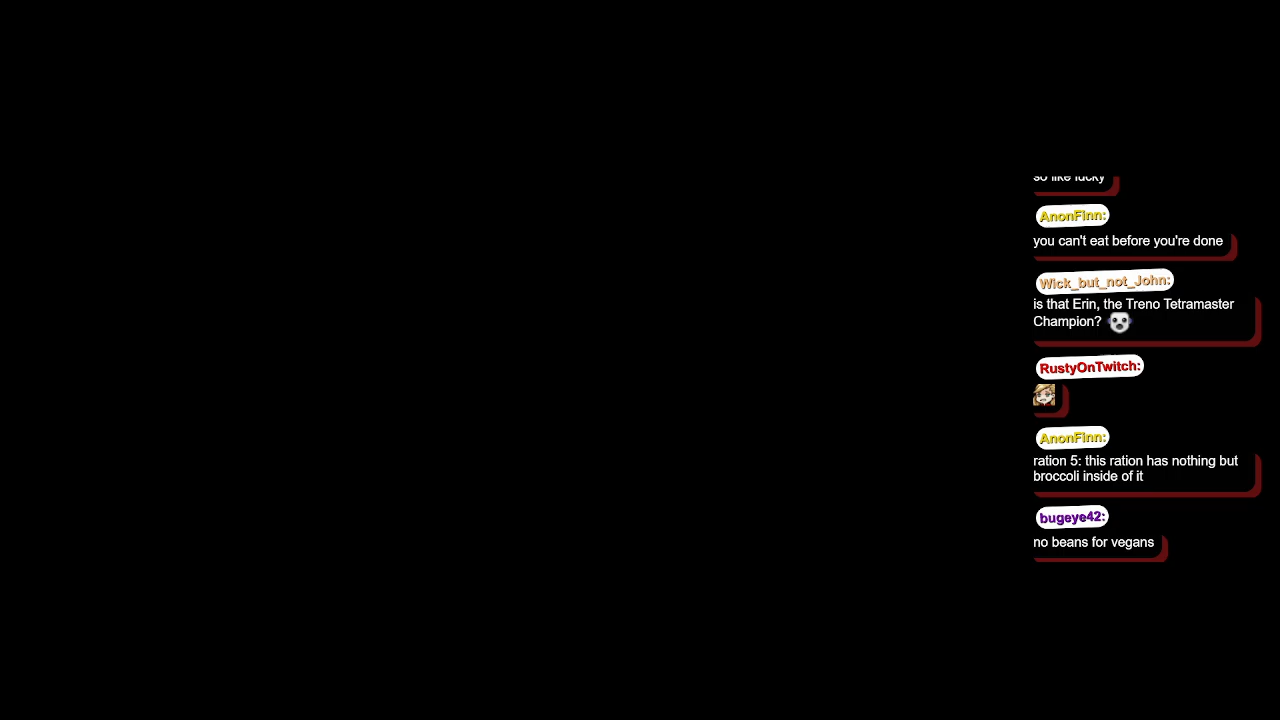 so like lucky
AnonFinn:
you can't eat before you're done
Wick_but_not_John:
is that Erin, the Treno Tetramaster
Champion?
RustyOnTwitch:
AnonFinn:
ration 5: this ration has nothing but
broccoli inside of it
bugeye42:
no beans for vegans